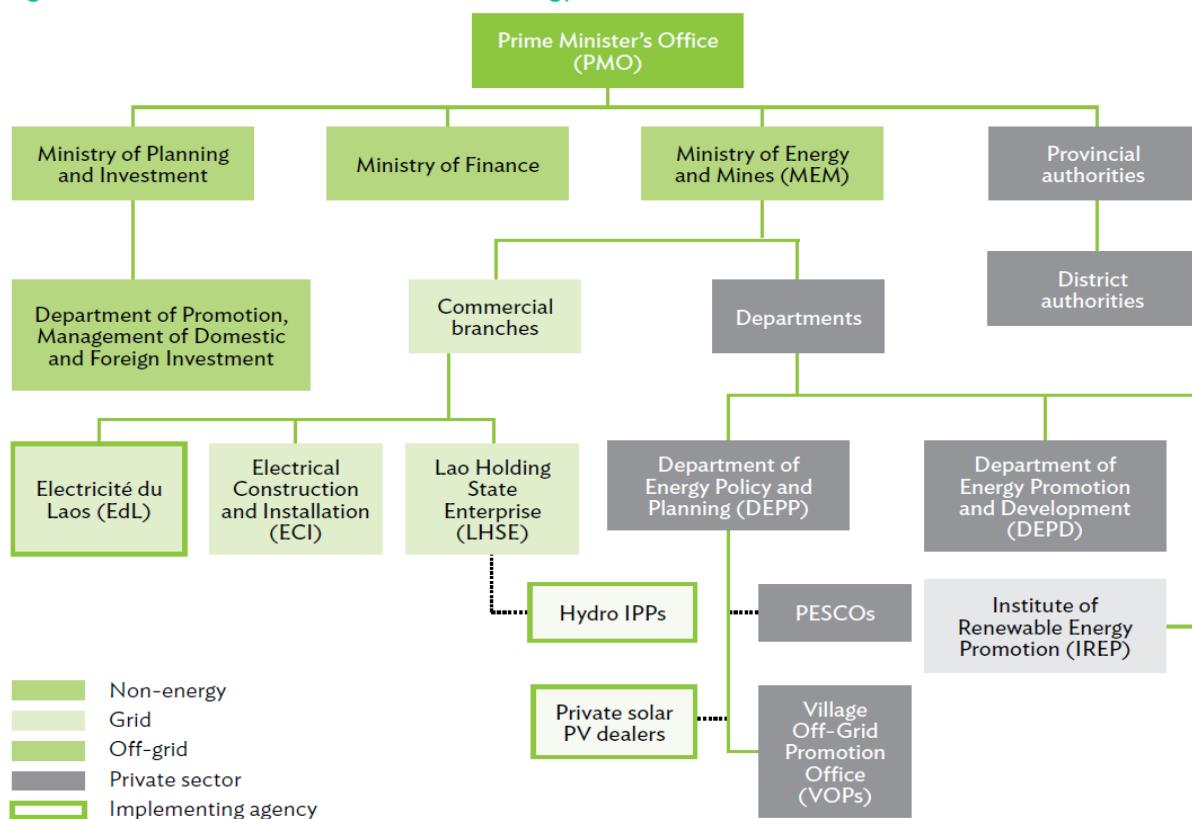 Prime Minister’s Office
(PMO)
Ministry of Planning
and Investment
Ministry of Finance
Ministry of Energy
and Mines (MEM)
Provincial
authorities
Department of Promotion,
Management of Domestic
and Foreign Investment
Commercial
branches
Departments
District
authorities
Electricité du
Laos (EdL)
Electrical
Construction
and Installation
(ECI)
Lao Holding
State
Enterprise
(LHSE)
Department of
Energy Policy and
Planning (DEPP)
Department of
Energy Promotion
and Development
(DEPD)
Hydro IPPs
PESCOs
Institute of
Renewable Energy
Promotion (IREP)
Private solar
PV dealers
Village
Off-Grid
Promotion
Office
(VOPs)
Non-energy
Grid
Off-grid
Private sector
Implementing agency